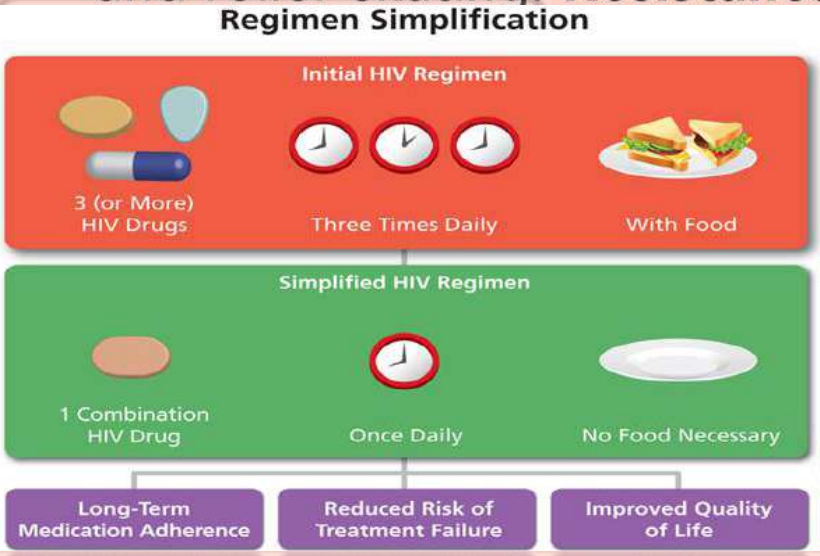 Regimen Simplification
Initial HIV Regimen
3 (or More)
HIV Drugs
Three Times Daily
With Food
Simplified HIV Regimen
1 Combination
HIV Drug
Once Daily
No Food Necessary
Long-Term
Medication Adherence
Reduced Risk of
Treatment Failure
Improved Quality
of Life